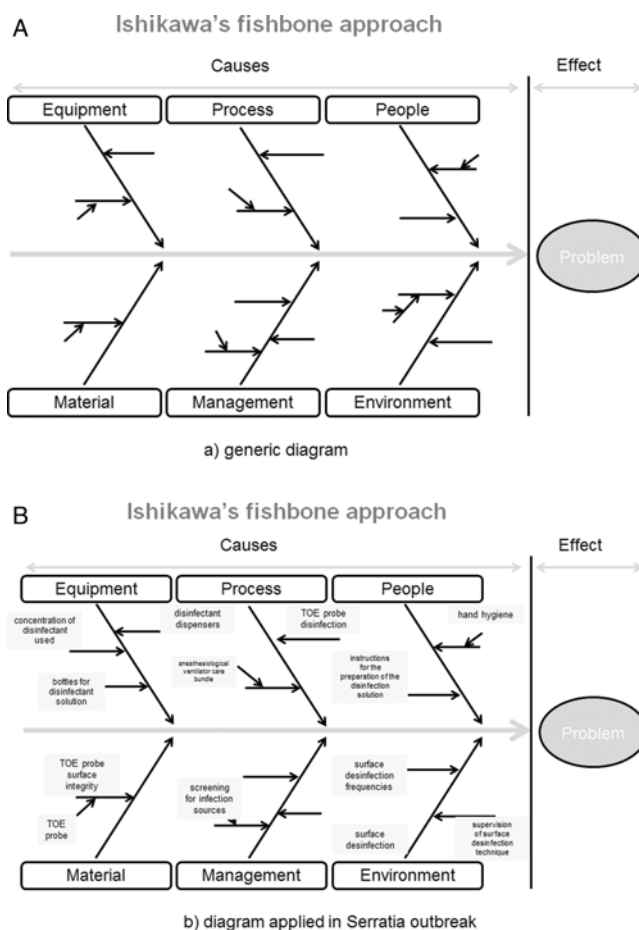 A
Ishikawa's fishbone approach
Causes
Effect
Equipment
Process
People
Problem
Material
Management
Environment
a) generic diagram
B
Ishikawa's fishbone approach
Causes
Effect
Equipment
Process
People
concentration of
disinfectant
used
disinfectant
dispensers
TOE probe
disinfection
hand hygiene
bottles for
disinfectant
solution
anesthesiological
ventilator care
bundle
instructions
for the
preparation of the
disinfection
solution
Problem
TOE probe
surface
integrity
TOE
probe
screening
for infection
sources
surface
desinfection
frequencies
surface
desinfection
supervision
of surface
desinfection
technique
Material
Management
Environment
b) diagram applied in Serratia outbreak